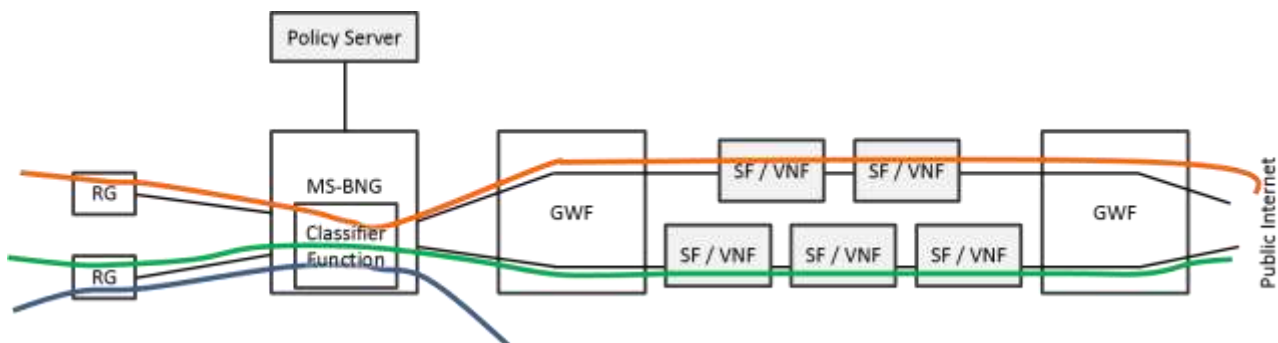 Policy Server
RG
MS-BNG
Classifier
Function
RG
GWF
SF / VNF
SF / VNF
SF / VNF
SF / VNF
SF / VNF
GWF
Public Internet